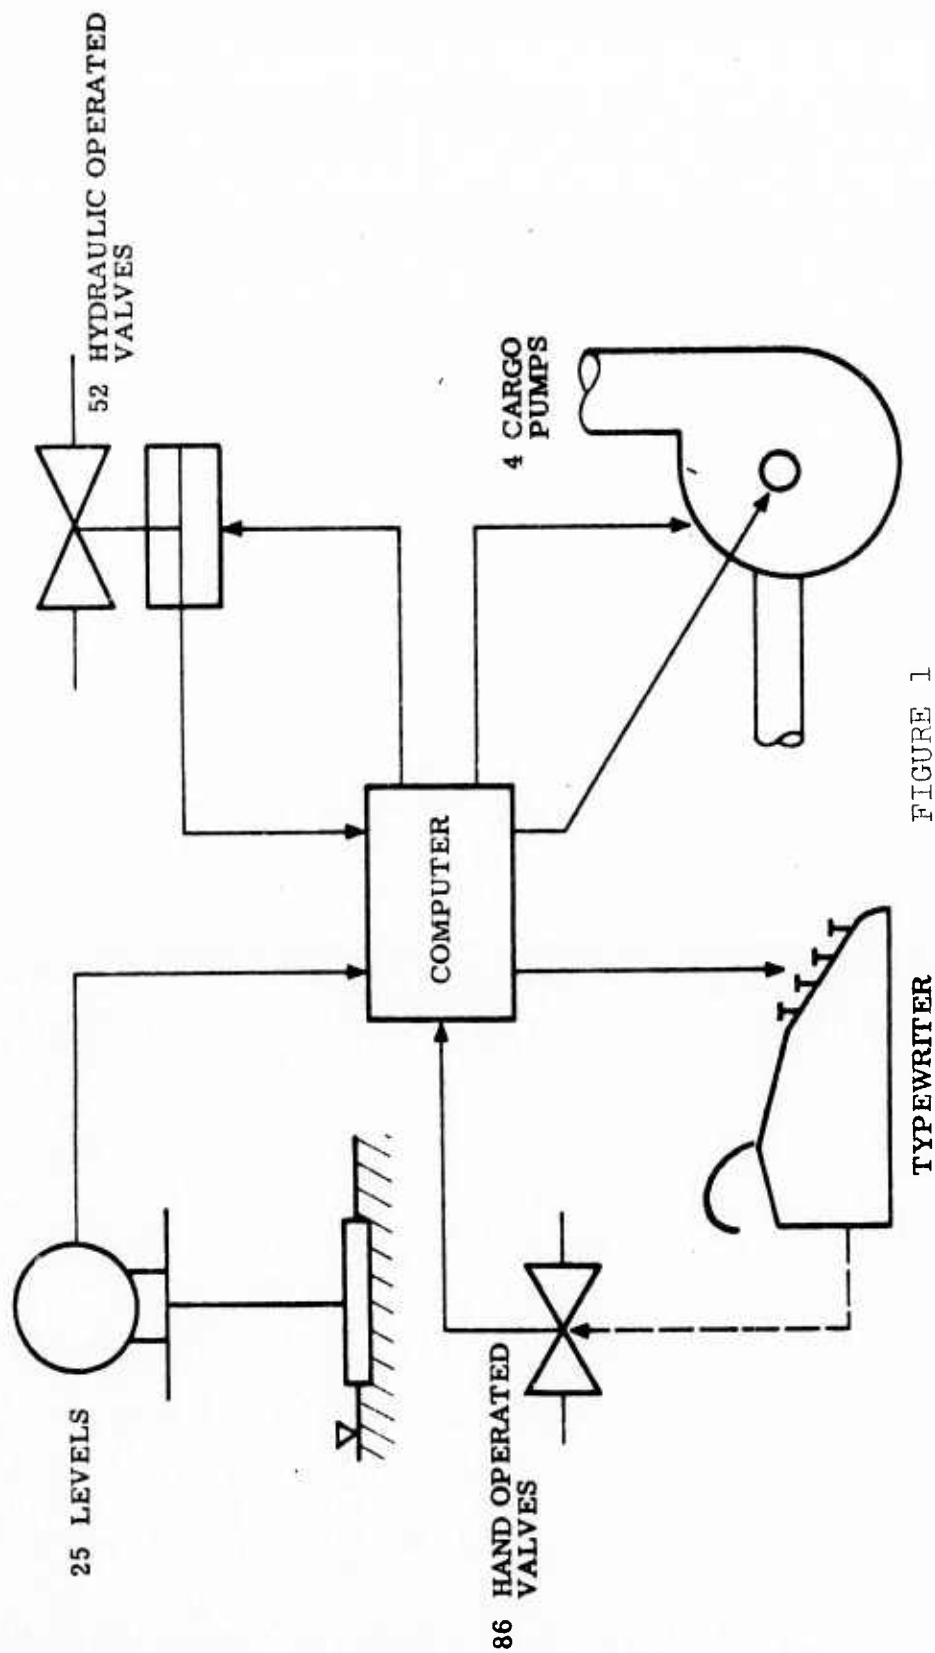 25 LEVELS
52 HYDRAULIC OPERATED
VALVES
COMPUTER
86 HAND OPERATED
VALVES
4 CARGO
PUMPS
TYPEWRITER
FIGURE 1